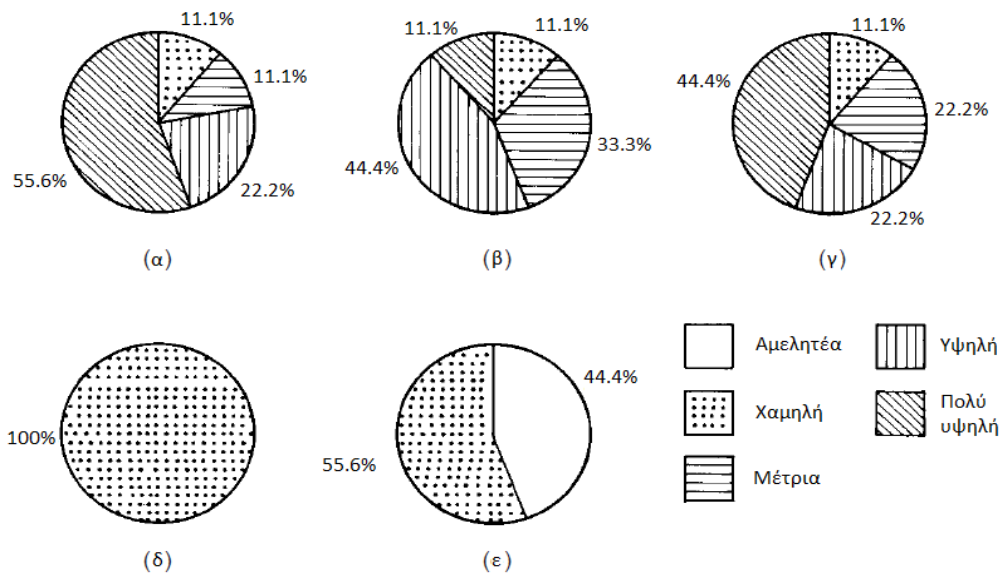 11.1%
11.1%
22.2%
55.6%
(α)
11.1%
11.1%
33.3%
44.4%
(β)
11.1%
44.4%
22.2%
22.2%
(γ)
100%
(δ)
44.4%
55.6%
(ε)
Αμελητέα
Χαμηλή
Μέτρια
Υψηλή
Πολύ
υψηλή